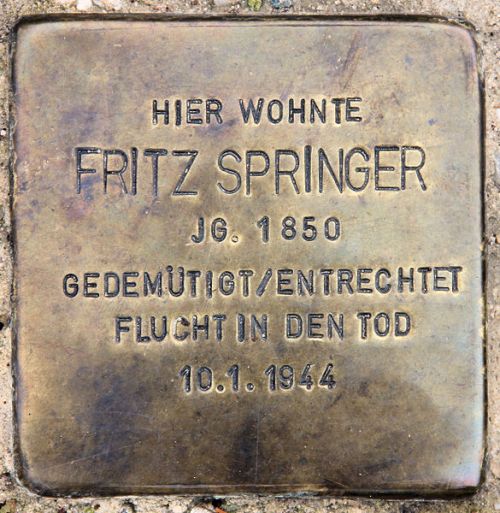 HIER WOHNTE
FRITZ SPRINGER
JG. 1850
GEDEMÜTIGT/ENTRECHTET
FLUCHT IN DEN TOD
10.1.1944